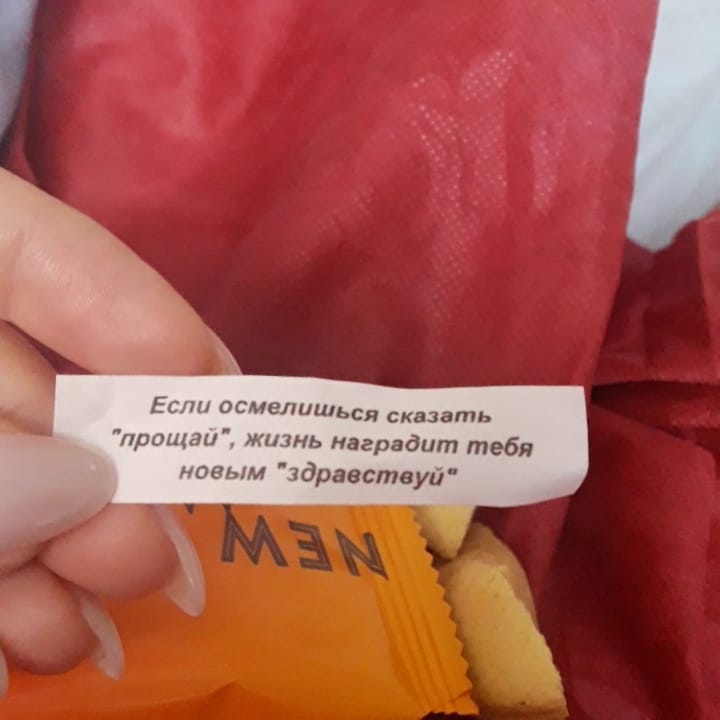 Если осмелишься сказать
"прощай", жизнь наградит тебя
новым "здравствуй"
NEW